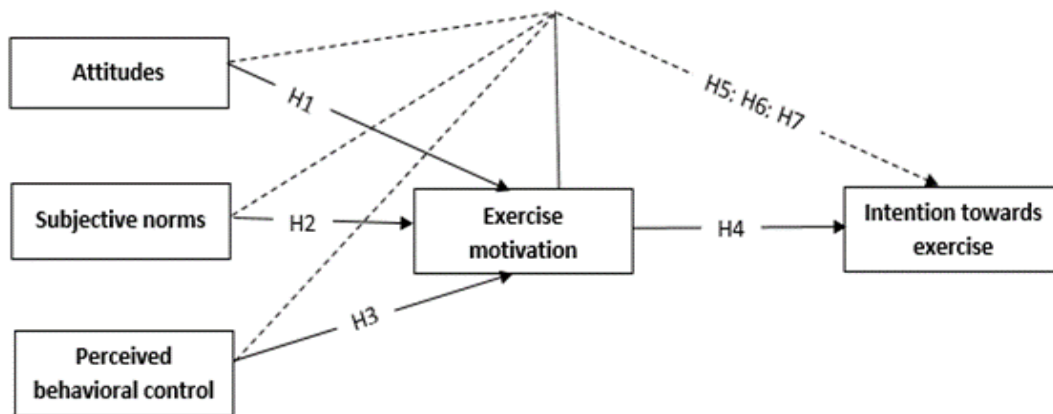 Attitudes
H1
H5; H6; H7
Subjective norms
H2
Exercise
motivation
H4
Intention towards
exercise
H3
Perceived
behavioral control